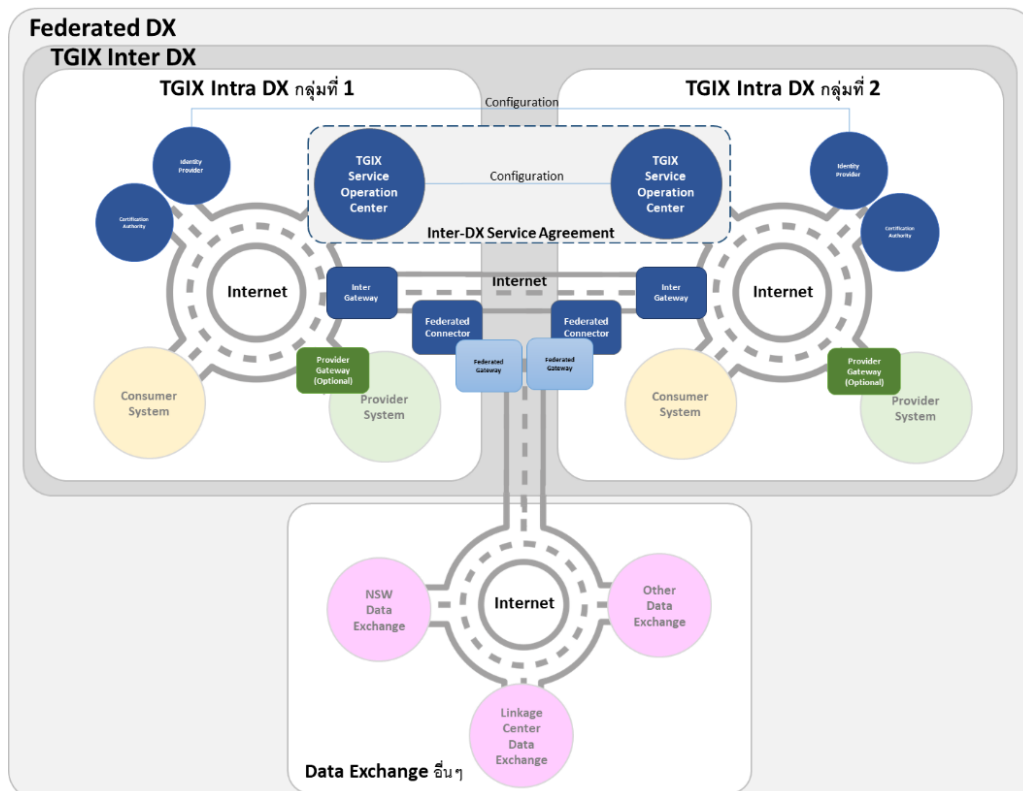 Federated DX
TGIX Inter DX
TGIX Intra DX กลุ่มที่ 1
TGIX Intra DX กลุ่มที่ 2
Configuration
Identity
Provider
Certification
Authority
TGIX
Service
Operation
Center
Configuration
TGIX
Service
Operation
Center
Inter-DX Service Agreement
Identity
Provider
Certification
Authority
Internet
Inter
Gateway
Internet
Inter
Gateway
Internet
Federated
Connector
Federated
Connector
Federated
Gateway
Federated
Gateway
Provider
Gateway
(Optional)
Consumer
System
Provider
System
Provider
Gateway
(Optional)
Consumer
System
Provider
System
NSW
Data
Exchange
Internet
Other
Data
Exchange
Linkage
Center
Data
Exchange
Data Exchange อื่นๆ